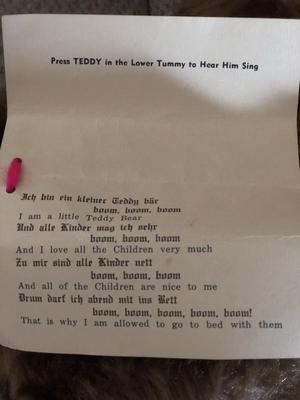 Press TEDDY in the Lower Tummy to Hear Him Sing
Ich bin ein kleiner Teddy bär
boom, boom, boom
I am a little Teddy Bear
Und alle Kinder mag ich sehr
boom, boom, boom
And I love all the Children very much
Zu mir sind alle Kinder nett
boom, boom, boom
And all of the Children are nice to me
Drum darf ich abend mit ins Bett
boom, boom, boom, boom, boom!
That is why I am allowed to go to bed with them